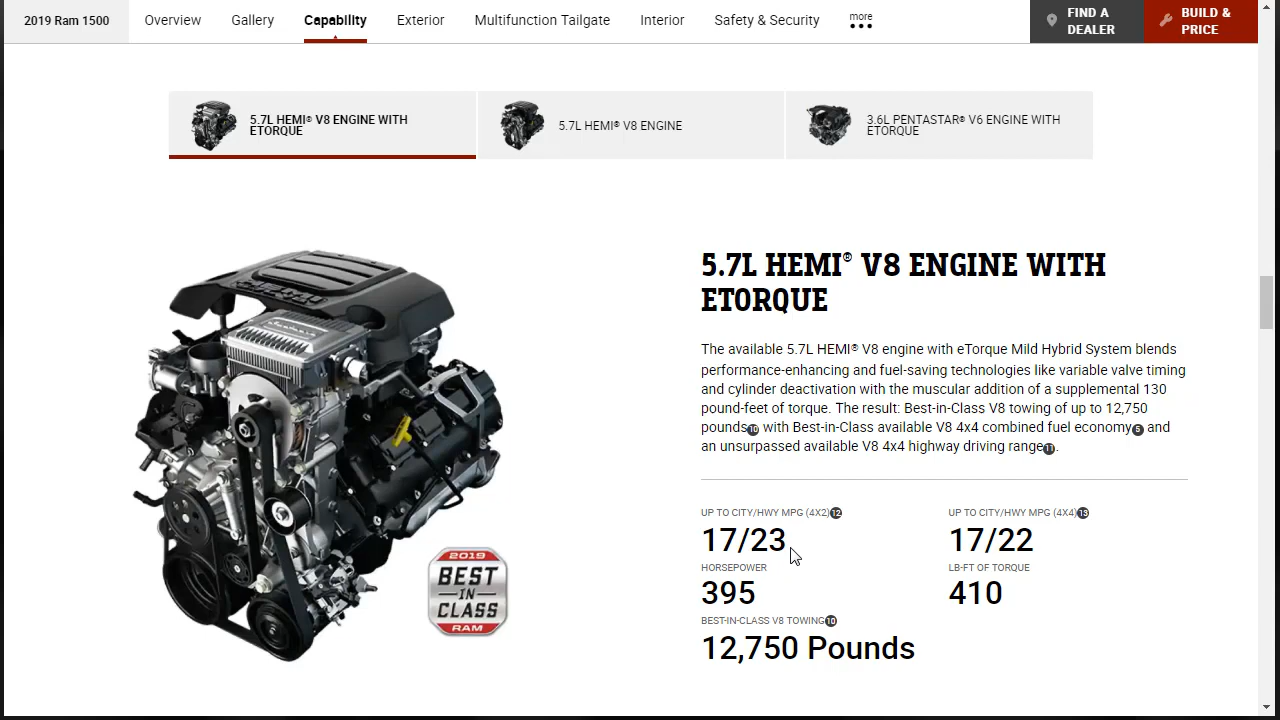 2019 Ram 1500
Overview
Gallery
Capability
Exterior
Multifunction Tailgate
Interior
Safety & Security
more
FIND A
DEALER
BUILD &
PRICE
5.7L HEMI® V8 ENGINE WITH
ETORQUE
5.7L HEMI® V8 ENGINE
3.6L PENTASTAR® V6 ENGINE WITH
ETORQUE
5.7L HEMI® V8 ENGINE WITH
ETORQUE
The available 5.7L HEMI® V8 engine with eTorque Mild Hybrid System blends
performance-enhancing and fuel-saving technologies like variable valve timing
and cylinder deactivation with the muscular addition of a supplemental 130
pound-feet of torque. The result: Best-in-Class V8 towing of up to 12,750
pounds10 with Best-in-Class available V8 4x4 combined fuel economy5 and
an unsurpassed available V8 4x4 highway driving range11.
UP TO CITY/HWY MPG (4X2)12
17/23
UP TO CITY/HWY MPG (4X4)13
17/22
HORSEPOWER
395
LB-FT OF TORQUE
410
BEST-IN-CLASS V8 TOWING10
12,750 Pounds
2019
BEST
IN
CLASS
RAM